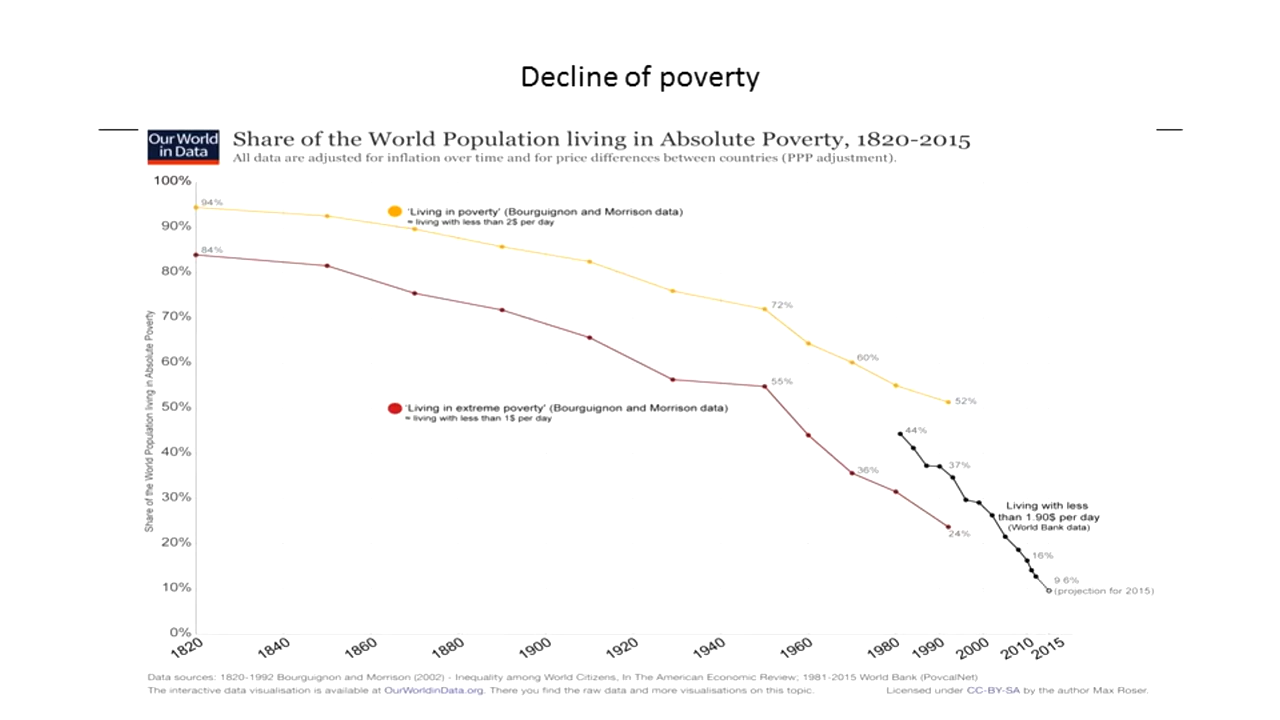 Decline of poverty
Our World
in Data
Share of the World Population living in Absolute Poverty, 1820-2015
All data are adjusted for inflation over time and for price differences between countries (PPP adjustment).
100%
90%
80%
70%
60%
50%
40%
30%
20%
10%
0%
Share of the World Population living in Absolute Poverty
94%
84%
'Living in poverty' (Bourguignon and Morrison data)
= living with less than 2$ per day
72%
60%
55%
52%
'Living in extreme poverty' (Bourguignon and Morrison data)
= living with less than 1$ per day
44%
37%
36%
24%
Living with less
than 1.90$ per day
(World Bank data)
16%
9 6%
(projection for 2015)
1820
1840
1860
1880
1900
1920
1940
1960
1980
1990
2000
2010
2015
Data sources: 1820-1992 Bourguignon and Morrison (2002) - Inequality among World Citizens, In The American Economic Review; 1981-2015 World Bank (PovcalNet)
The interactive data visualisation is available at OurWorldinData.org. There you find the raw data and more visualisations on this topic.
Licensed under CC-BY-SA by the author Max Roser.